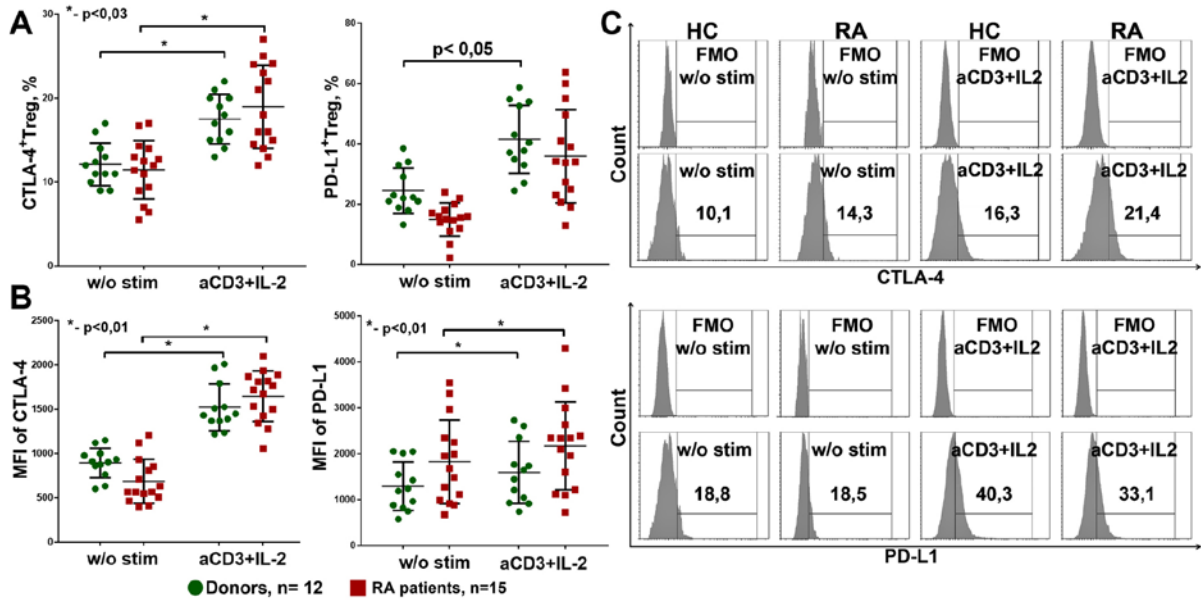 A
*- p<0,03
*
*
CTLA-4+Treg, %
30
20
10
0
w/o stim
aCD3+IL-2
p< 0,05
PD-L1+Treg, %
80
60
40
20
0
w/o stim
aCD3+IL-2
B
*- p<0,01
*
*
MFI of CTLA-4
2500
2000
1500
1000
500
0
w/o stim
aCD3+IL-2
*- p<0,01
*
*
MFI of PD-L1
5000
4000
3000
2000
1000
0
w/o stim
aCD3+IL-2
Donors, n= 12
RA patients, n=15
C
HC
RA
HC
RA
FMO
w/o stim
FMO
w/o stim
FMO
aCD3+IL2
FMO
aCD3+IL2
Count
w/o stim
10,1
w/o stim
14,3
aCD3+IL2
16,3
aCD3+IL2
21,4
CTLA-4
FMO
w/o stim
FMO
w/o stim
FMO
aCD3+IL2
FMO
aCD3+IL2
Count
w/o stim
18,8
w/o stim
18,5
aCD3+IL2
40,3
aCD3+IL2
33,1
PD-L1